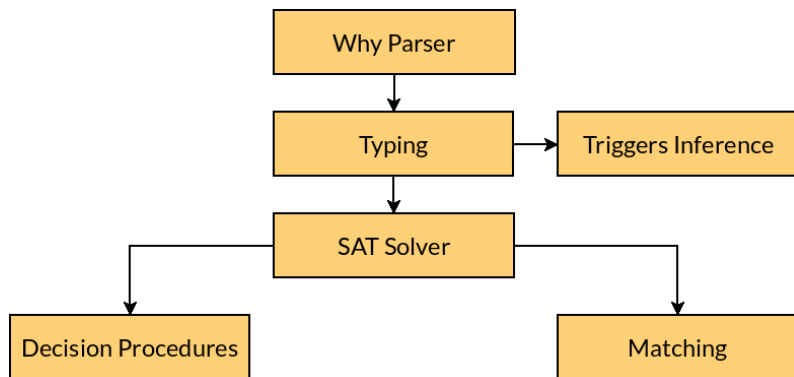 Why Parser
Typing
Triggers Inference
SAT Solver
Decision Procedures
Matching